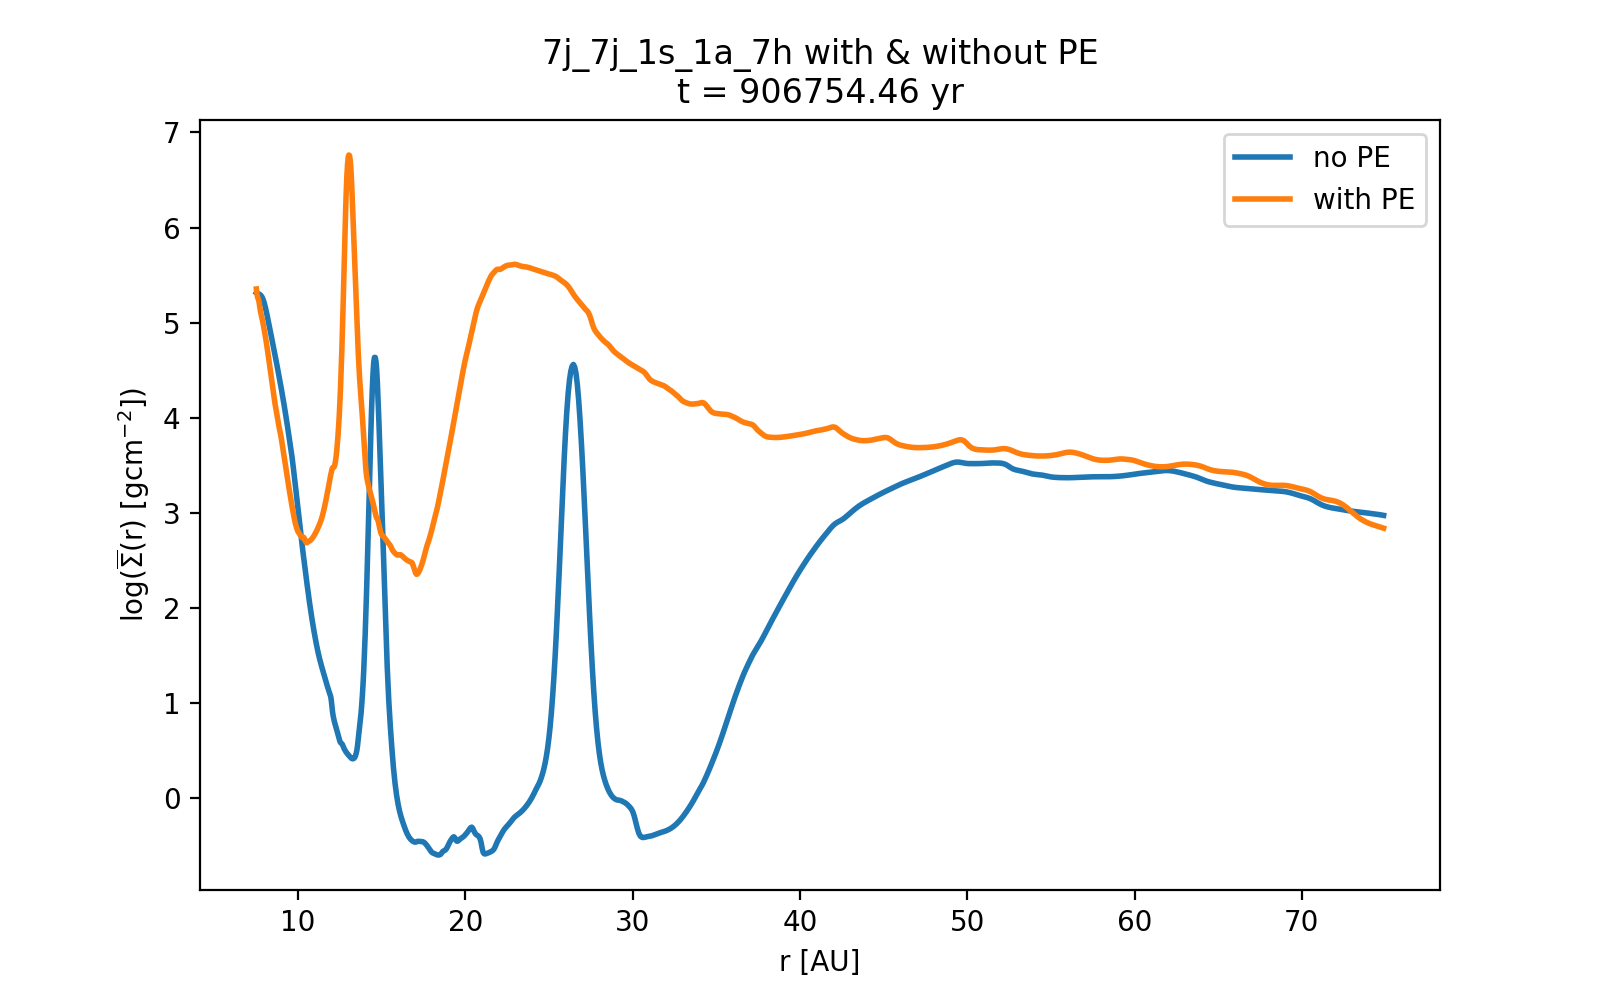 7j_7j_1s_1a_7h with & without PE
t = 906754.46 yr
no PE
with PE
7
6
5
4
3
2
1
0
log(Σ̅(r) [gcm⁻²])
10 20 30 40 50 60 70
r [AU]